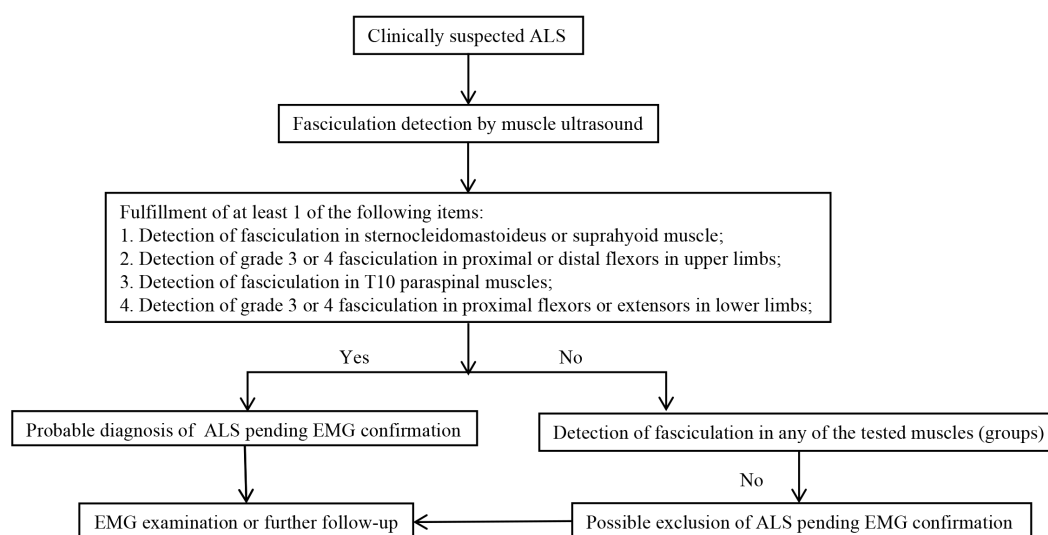 Clinically suspected ALS
Fasciculation detection by muscle ultrasound
Fulfillment of at least 1 of the following items:
1. Detection of fasciculation in sternocleidomastoideus or suprahyoid muscle;
2. Detection of grade 3 or 4 fasciculation in proximal or distal flexors in upper limbs;
3. Detection of fasciculation in T10 paraspinal muscles;
4. Detection of grade 3 or 4 fasciculation in proximal flexors or extensors in lower limbs;
Yes
No
Probable diagnosis of ALS pending EMG confirmation
Detection of fasciculation in any of the tested muscles (groups)
No
EMG examination or further follow-up
Possible exclusion of ALS pending EMG confirmation